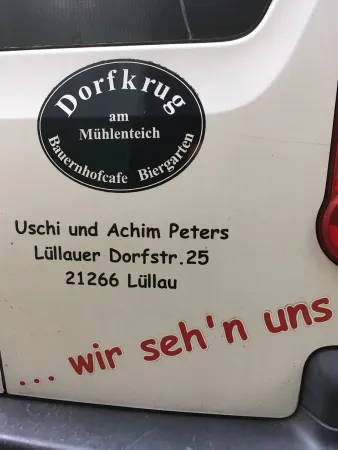 Dorfkrug
am
Mühlenteich
Bauernhofcafe Biergarten
Uschi und Achim Peters
Lüllauer Dorfstr.25
21266 Lüllau
... wir seh'n uns